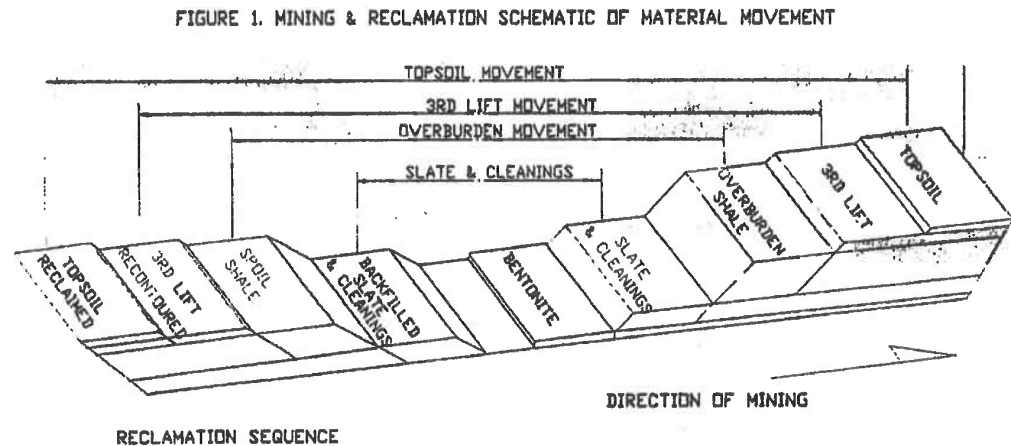 FIGURE 1. MINING & RECLAMATION SCHEMATIC OF MATERIAL MOVEMENT
TOPSOIL MOVEMENT
3RD LIFT MOVEMENT
OVERBURDEN MOVEMENT
SLATE & CLEANINGS
TOPSOIL
RECLAIMED
3RD LIFT
RECONTOURED
SPOIL
SHALE
BACKFILLED
SLATE
& CLEANINGS
BENTONITE
SLATE
& CLEANINGS
OVERBURDEN
SHALE
3RD LIFT
TOPSOIL
DIRECTION OF MINING
RECLAMATION SEQUENCE